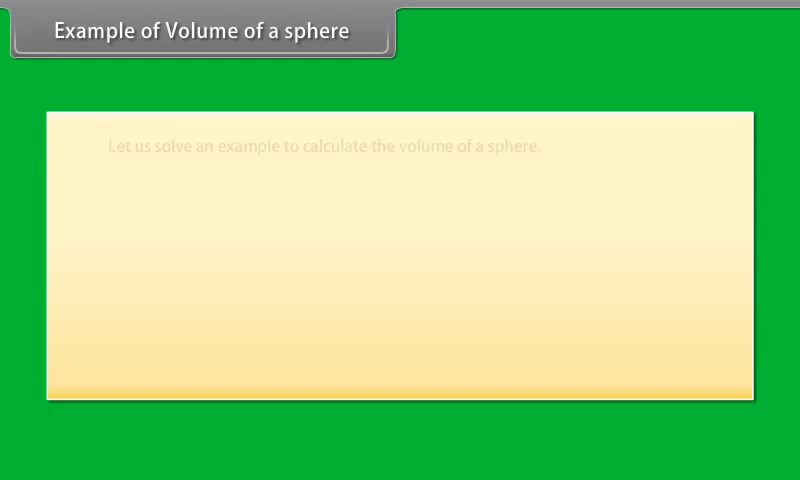 Example of Volume of a sphere
Let us solve an example to calculate the volume of a sphere.